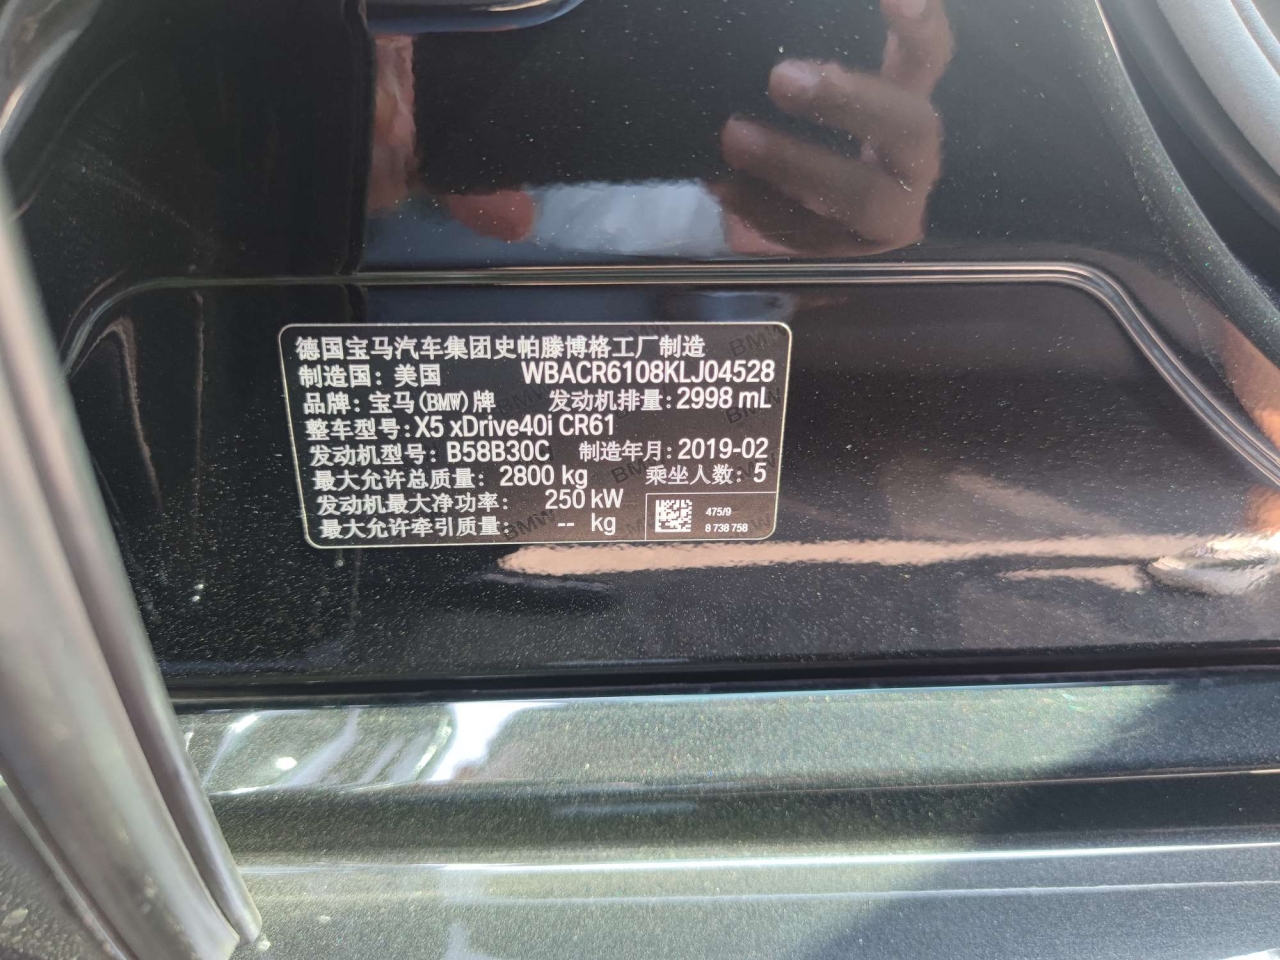 德国宝马汽车集团史帕滕博格工厂制造
制造国: 美国 WBACR6108KLJ04528
品牌: 宝马(BMW)牌 发动机排量: 2998 mL
整车型号: X5 xDrive40i CR61
发动机型号: B58B30C 制造年月: 2019-02
最大允许总质量: 2800 kg 乘坐人数: 5
发动机最大净功率: 250 kW
最大允许牵引质量: -- kg
475/9
8 738 758